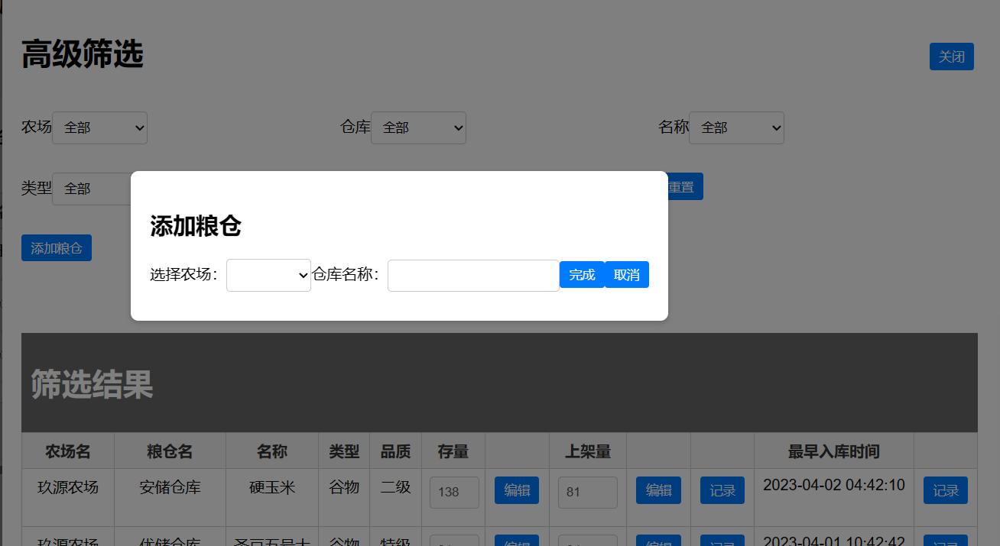 高级筛选
关闭
农场 全部 仓库 全部 名称 全部
类型 全部 重置
添加粮仓
添加粮仓
选择农场： 仓库名称： 完成 取消
筛选结果
农场名 粮仓名 名称 类型 品质 存量 上架量 最早入库时间
玖源农场 安储仓库 硬玉米 谷物 二级 138 编辑 81 编辑 记录 2023-04-02 04:42:10 记录
玖源农场 优储仓库 谷物 特级 编辑 编辑 记录 2023-04-01 10:42:42 记录